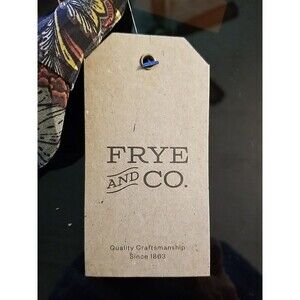 FRYE
AND CO.
Quality Craftsmanship
Since 1863